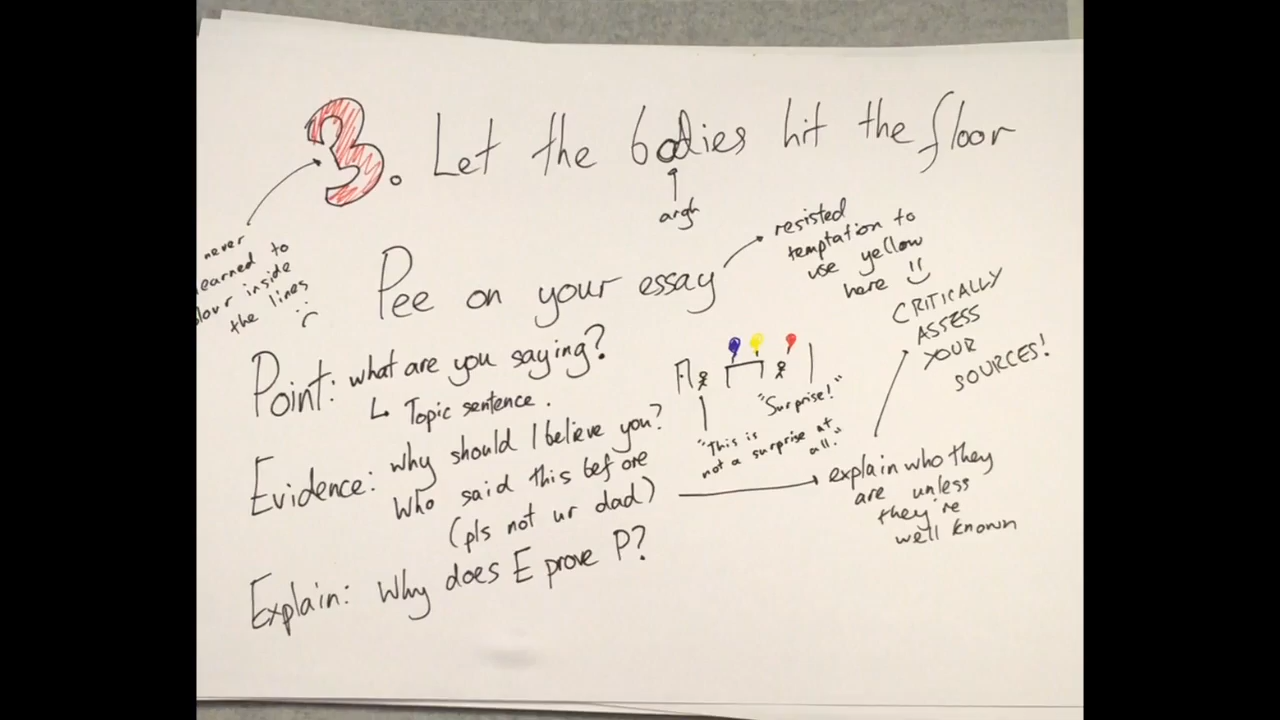 3. Let the bodies hit the floor
argh
never
learned to
colour inside
the lines
:(
Pee on your essay
resisted
temptation to
use yellow
here :)
Point: what are you saying?
↳ Topic sentence.
"Surprise!"
"This is
not a surprise at
all."
CRITICALLY
ASSESS
YOUR
SOURCES!
Evidence: why should I believe you?
Who said this before
(pls not ur dad)
explain who they
are unless
they're
well known
Explain: Why does E prove P?